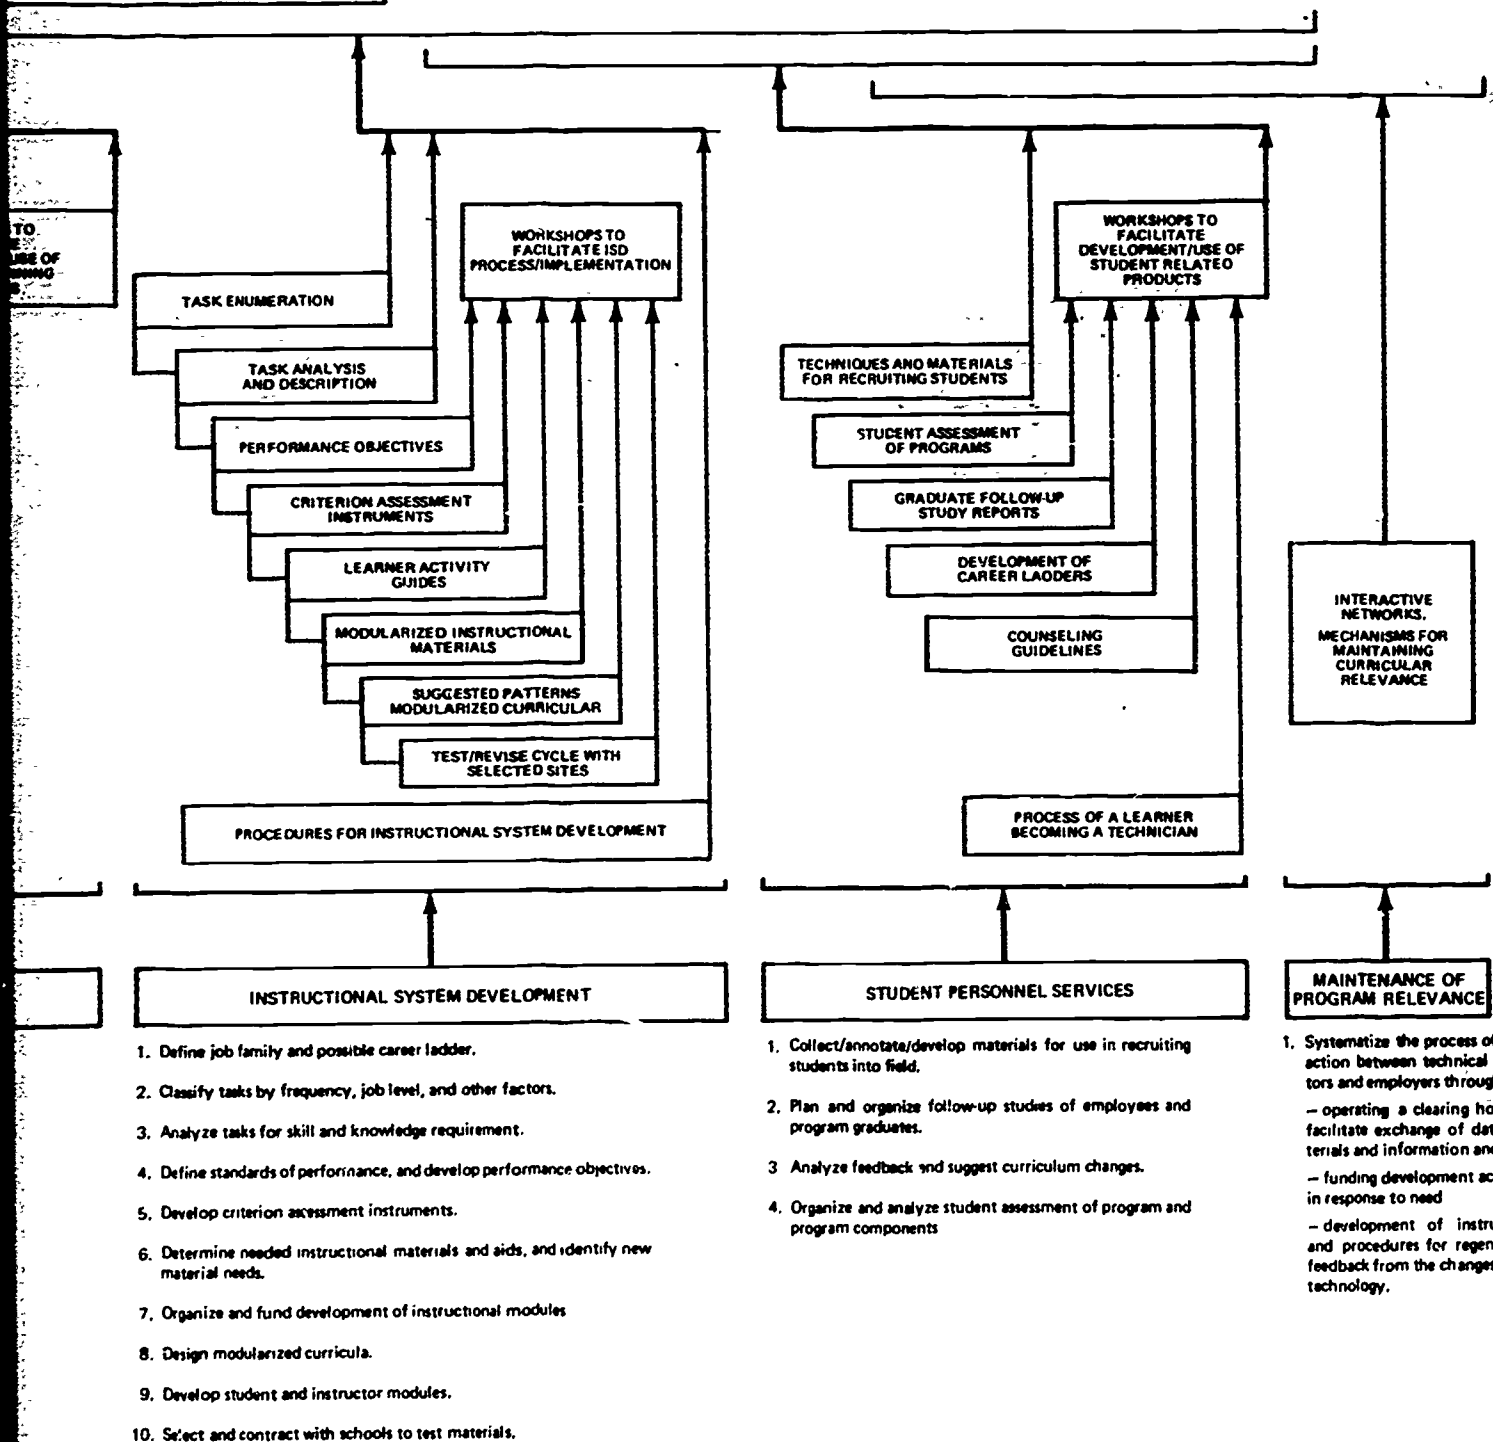 TO
USE OF
WORKSHOPS TO
FACILITATE ISD
PROCESS/IMPLEMENTATION
TASK ENUMERATION
TASK ANALYSIS
AND DESCRIPTION
PERFORMANCE OBJECTIVES
CRITERION ASSESSMENT
INSTRUMENTS
LEARNER ACTIVITY
GUIDES
MODULARIZED INSTRUCTIONAL
MATERIALS
SUGGESTED PATTERNS
MODULARIZED CURRICULAR
TEST/REVISE CYCLE WITH
SELECTED SITES
PROCEDURES FOR INSTRUCTIONAL SYSTEM DEVELOPMENT
WORKSHOPS TO
FACILITATE
DEVELOPMENT/USE OF
STUDENT RELATED
PRODUCTS
TECHNIQUES AND MATERIALS
FOR RECRUITING STUDENTS
STUDENT ASSESSMENT
OF PROGRAMS
GRADUATE FOLLOW-UP
STUDY REPORTS
DEVELOPMENT OF
CAREER LADDERS
COUNSELING
GUIDELINES
PROCESS OF A LEARNER
BECOMING A TECHNICIAN
INTERACTIVE
NETWORKS.
MECHANISMS FOR
MAINTAINING
CURRICULAR
RELEVANCE
INSTRUCTIONAL SYSTEM DEVELOPMENT
1. Define job family and possible career ladder.
2. Classify tasks by frequency, job level, and other factors.
3. Analyze tasks for skill and knowledge requirement.
4. Define standards of performance, and develop performance objectives.
5. Develop criterion assessment instruments.
6. Determine needed instructional materials and aids, and identify new
material needs.
7. Organize and fund development of instructional modules
8. Design modularized curricula.
9. Develop student and instructor modules.
10. Select and contract with schools to test materials.
STUDENT PERSONNEL SERVICES
1. Collect/annotate/develop materials for use in recruiting
students into field.
2. Plan and organize follow-up studies of employees and
program graduates.
3 Analyze feedback and suggest curriculum changes.
4. Organize and analyze student assessment of program and
program components
MAINTENANCE OF
PROGRAM RELEVANCE
1. Systematize the process of
action between technical
tors and employers throug
– operating a clearing ho
facilitate exchange of dat
terials and information and
– funding development ac
in response to need
– development of instru
and procedures for regen
feedback from the changes
technology.